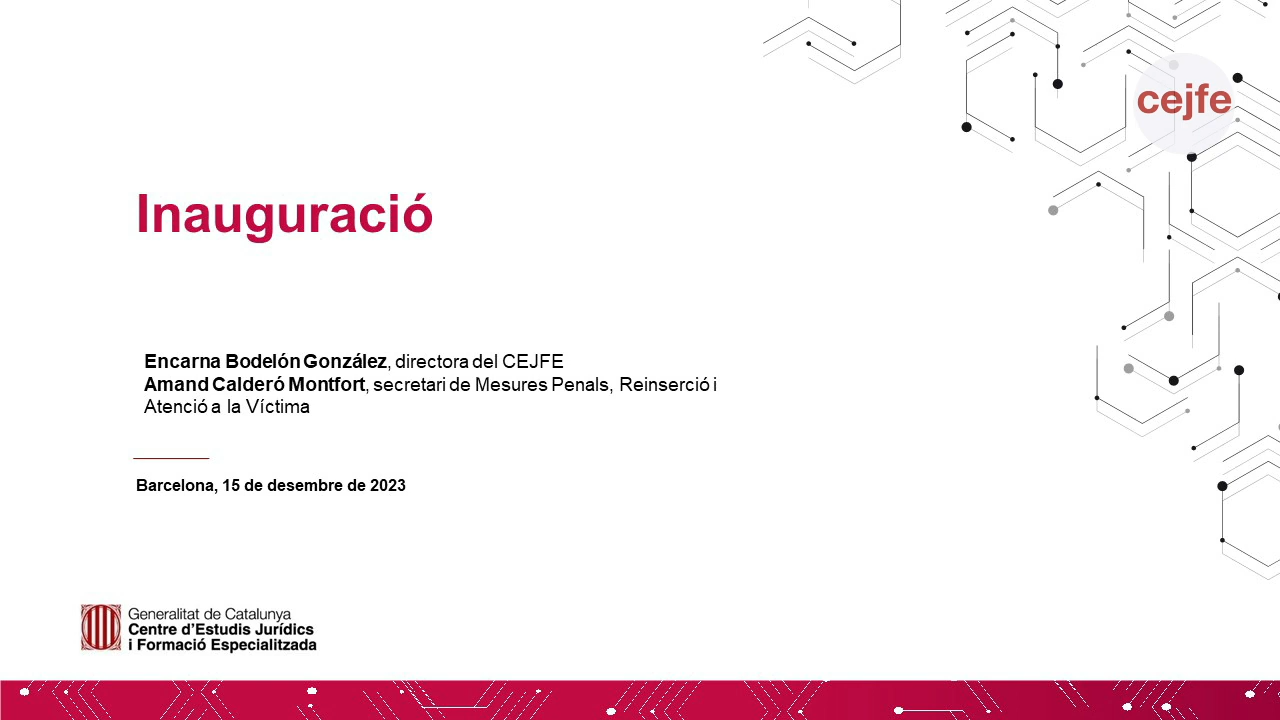 cejfe
Inauguració
Encarna Bodelón González, directora del CEJFE
Amand Calderó Montfort, secretari de Mesures Penals, Reinserció i
Atenció a la Víctima
Barcelona, 15 de desembre de 2023
Generalitat de Catalunya
Centre d'Estudis Jurídics
i Formació Especialitzada